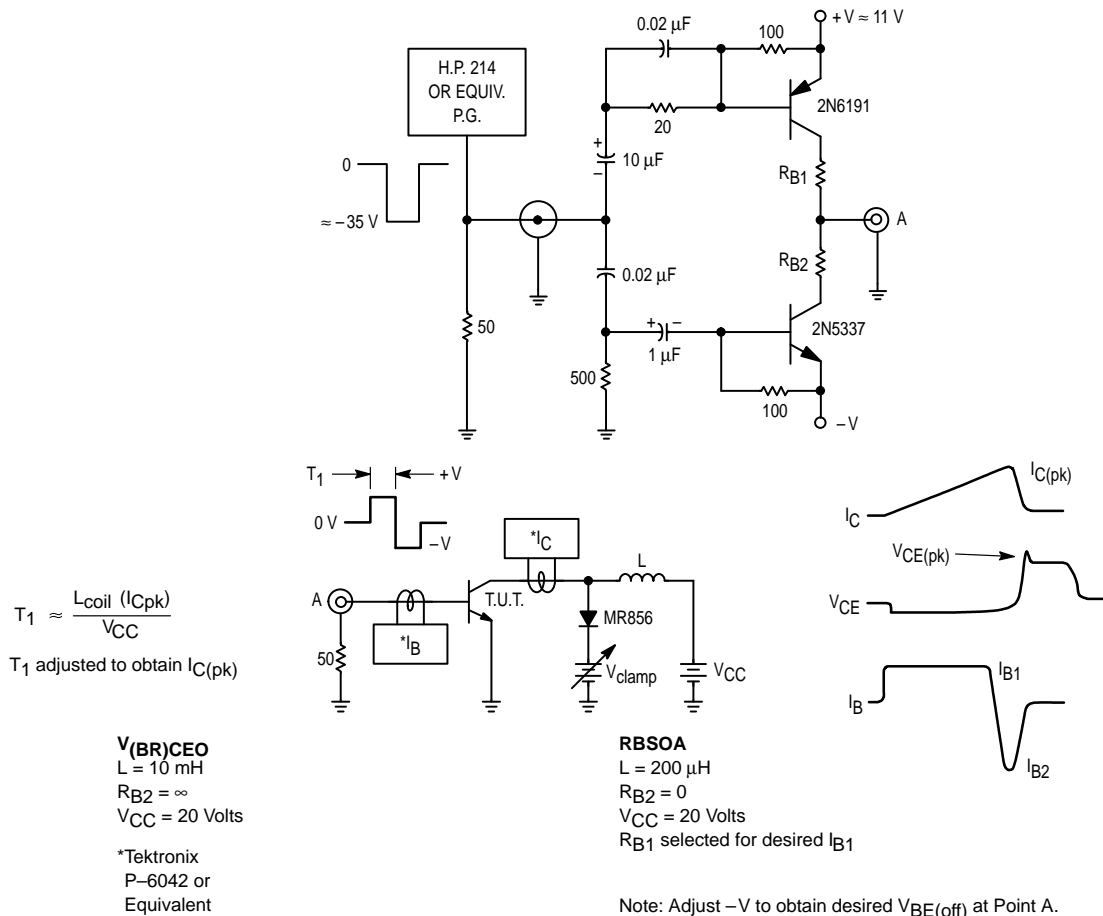 0.02 µF
100
+V ≈ 11 V
H.P. 214
OR EQUIV.
P.G.
2N6191
20
+
10 µF
–
0
≈ –35 V
RB1
A
RB2
0.02 µF
50
+ –
1 µF
2N5337
500
100
–V
T1
+V
0 V
–V
*IC
L
A
T.U.T.
*IB
50
MR856
Vclamp
VCC
IC
IC(pk)
VCE(pk)
VCE
IB
IB1
IB2
T1 ≈ Lcoil (ICpk)
VCC
T1 adjusted to obtain IC(pk)
V(BR)CEO
L = 10 mH
RB2 = ∞
VCC = 20 Volts
*Tektronix
P–6042 or
Equivalent
RBSOA
L = 200 µH
RB2 = 0
VCC = 20 Volts
RB1 selected for desired IB1
Note: Adjust –V to obtain desired VBE(off) at Point A.